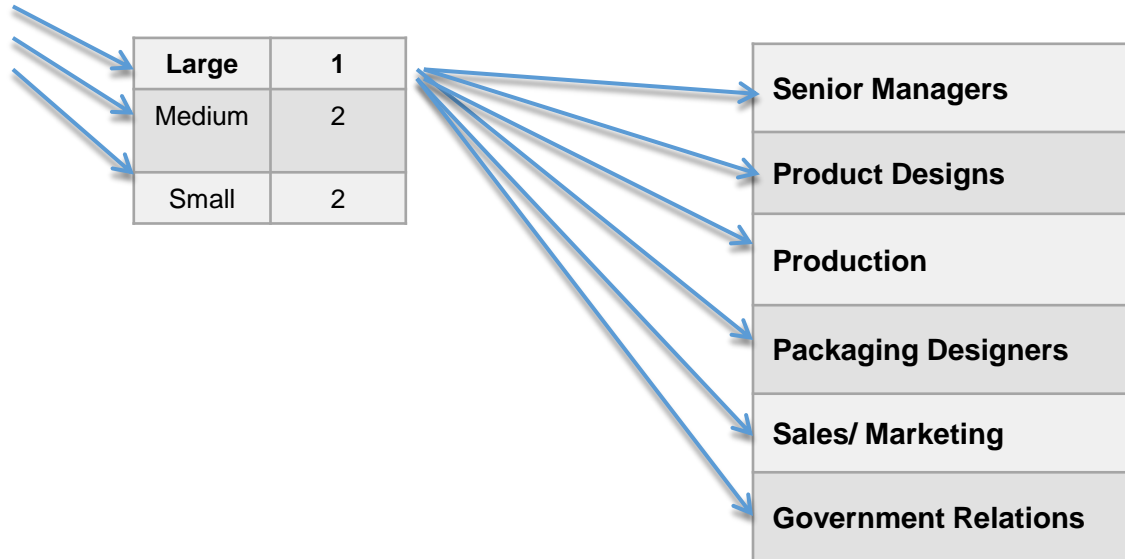 Large 1
Medium 2
Small 2
Senior Managers
Product Designs
Production
Packaging Designers
Sales/ Marketing
Government Relations